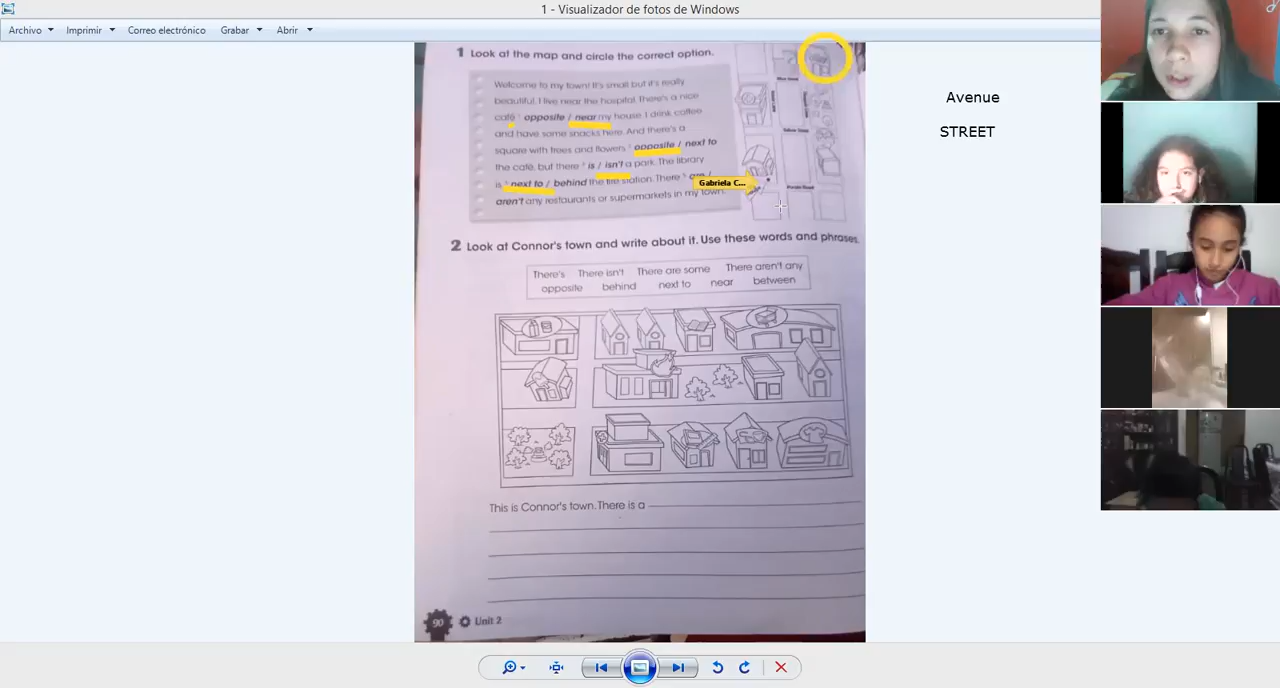 1 - Visualizador de fotos de Windows
Archivo Imprimir Correo electrónico Grabar Abrir
1 Look at the map and circle the correct option.
Welcome to my town! It's small but it's really
beautiful. I live near the hospital. There's a nice
café opposite / near my house. I drink coffee
and have some snacks here. And there's a
square with trees and flowers opposite / next to
the café, but there is / isn't a park. The library
is next to / behind the fire station. There
aren't any restaurants or supermarkets in my town.
Gabriela C...
2 Look at Connor's town and write about it. Use these words and phrases.
There's There isn't There are some There aren't any
opposite behind next to near between
This is Connor's town. There is a
90 Unit 2
Avenue
STREET